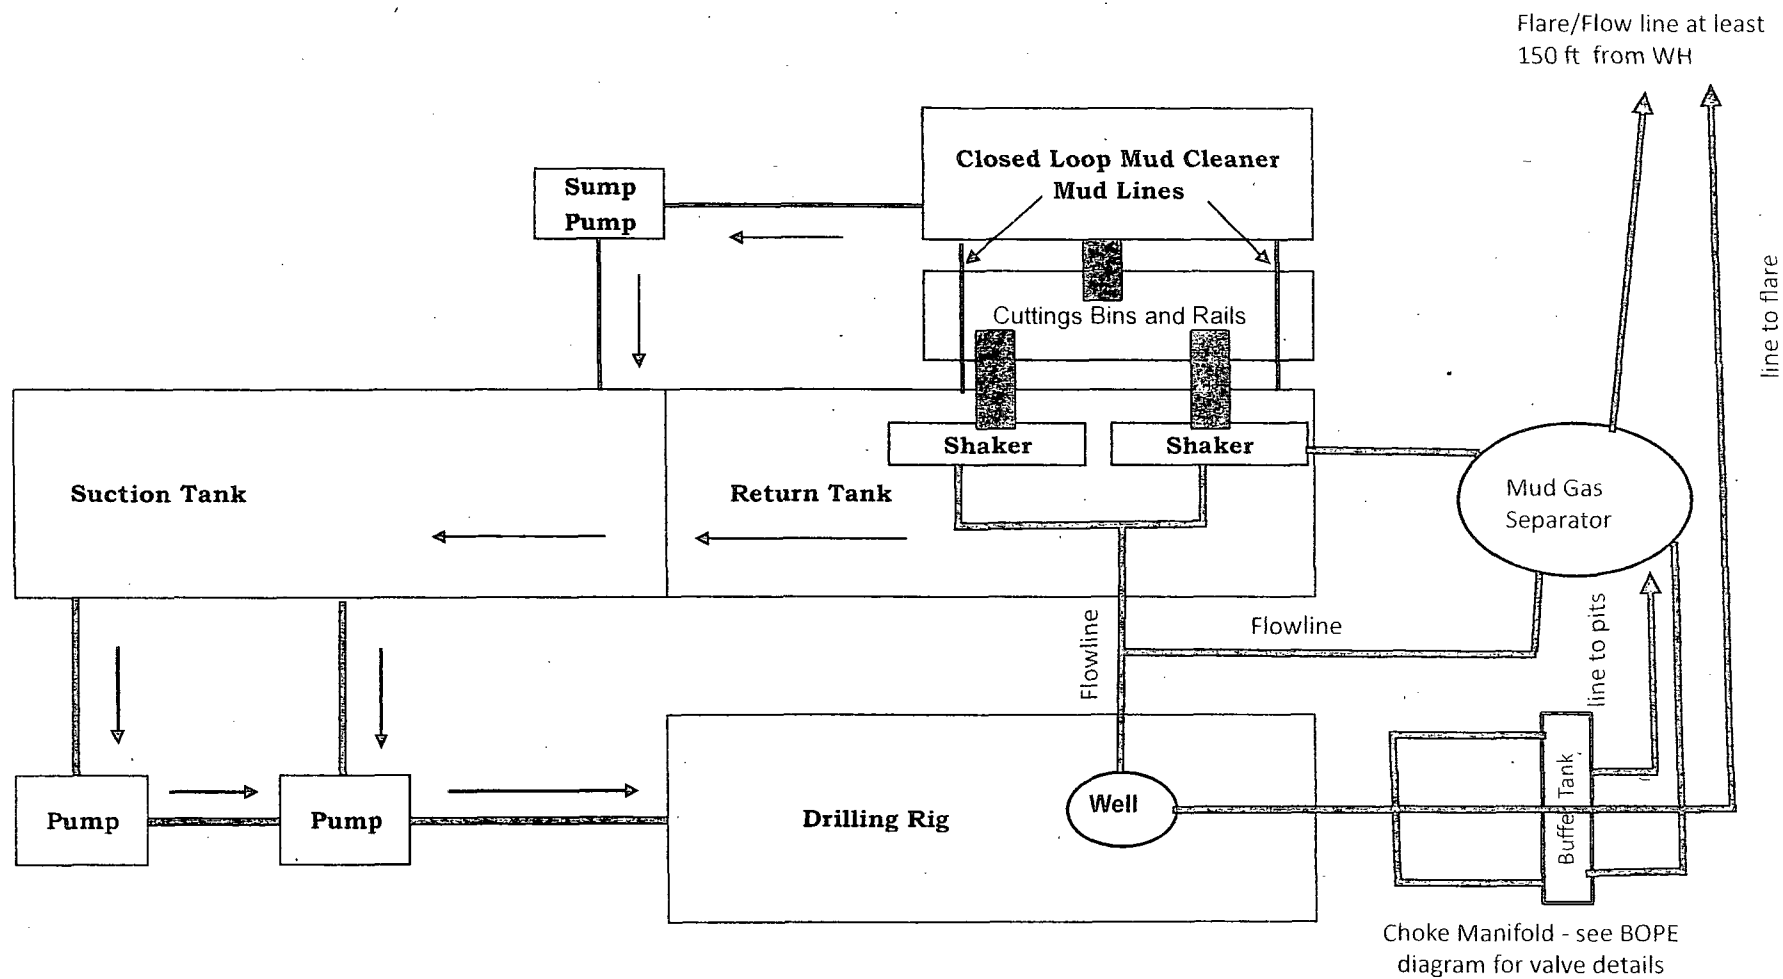 Flare/Flow line at least
150 ft from WH
Closed Loop Mud Cleaner
Mud Lines
Sump
Pump
line to flare
Cuttings Bins and Rails
Shaker
Shaker
Mud Gas
Separator
Suction Tank
Return Tank
Flowline
Flowline
line to pits
Pump
Pump
Drilling Rig
Well
Buffer Tank
Choke Manifold - see BOPE
diagram for valve details